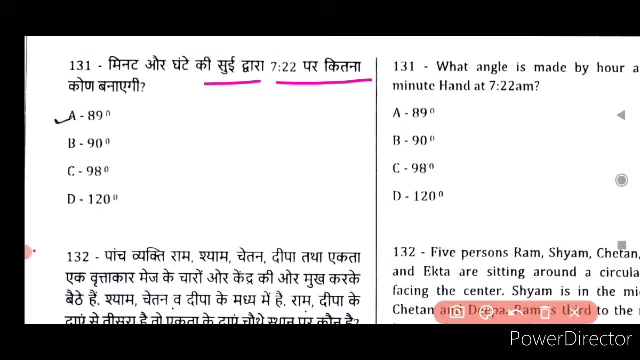 131 - मिनट और घंटे की सुई द्वारा 7:22 पर कितना
कोण बनाएगी?
A - 89⁰
B - 90⁰
C - 98⁰
D - 120⁰
132 - पांच व्यक्ति राम, श्याम, चेतन, दीपा तथा एकता
एक वृत्ताकार मेज के चारों ओर केंद्र की ओर मुख करके
बैठे हैं. श्याम, चेतन व दीपा के मध्य में है. राम, दीपा के
दाएं से तीसरा है तो एकता के दाएं चौथे स्थान पर कौन है?
131 - What angle is made by hour a
minute Hand at 7:22am?
A - 89⁰
B - 90⁰
C - 98⁰
D - 120⁰
132 - Five persons Ram, Shyam, Chetan,
and Ekta are sitting around a circula
facing the center. Shyam is in the mi
Chetan and Deepa. Ram is third to the
PowerDirector